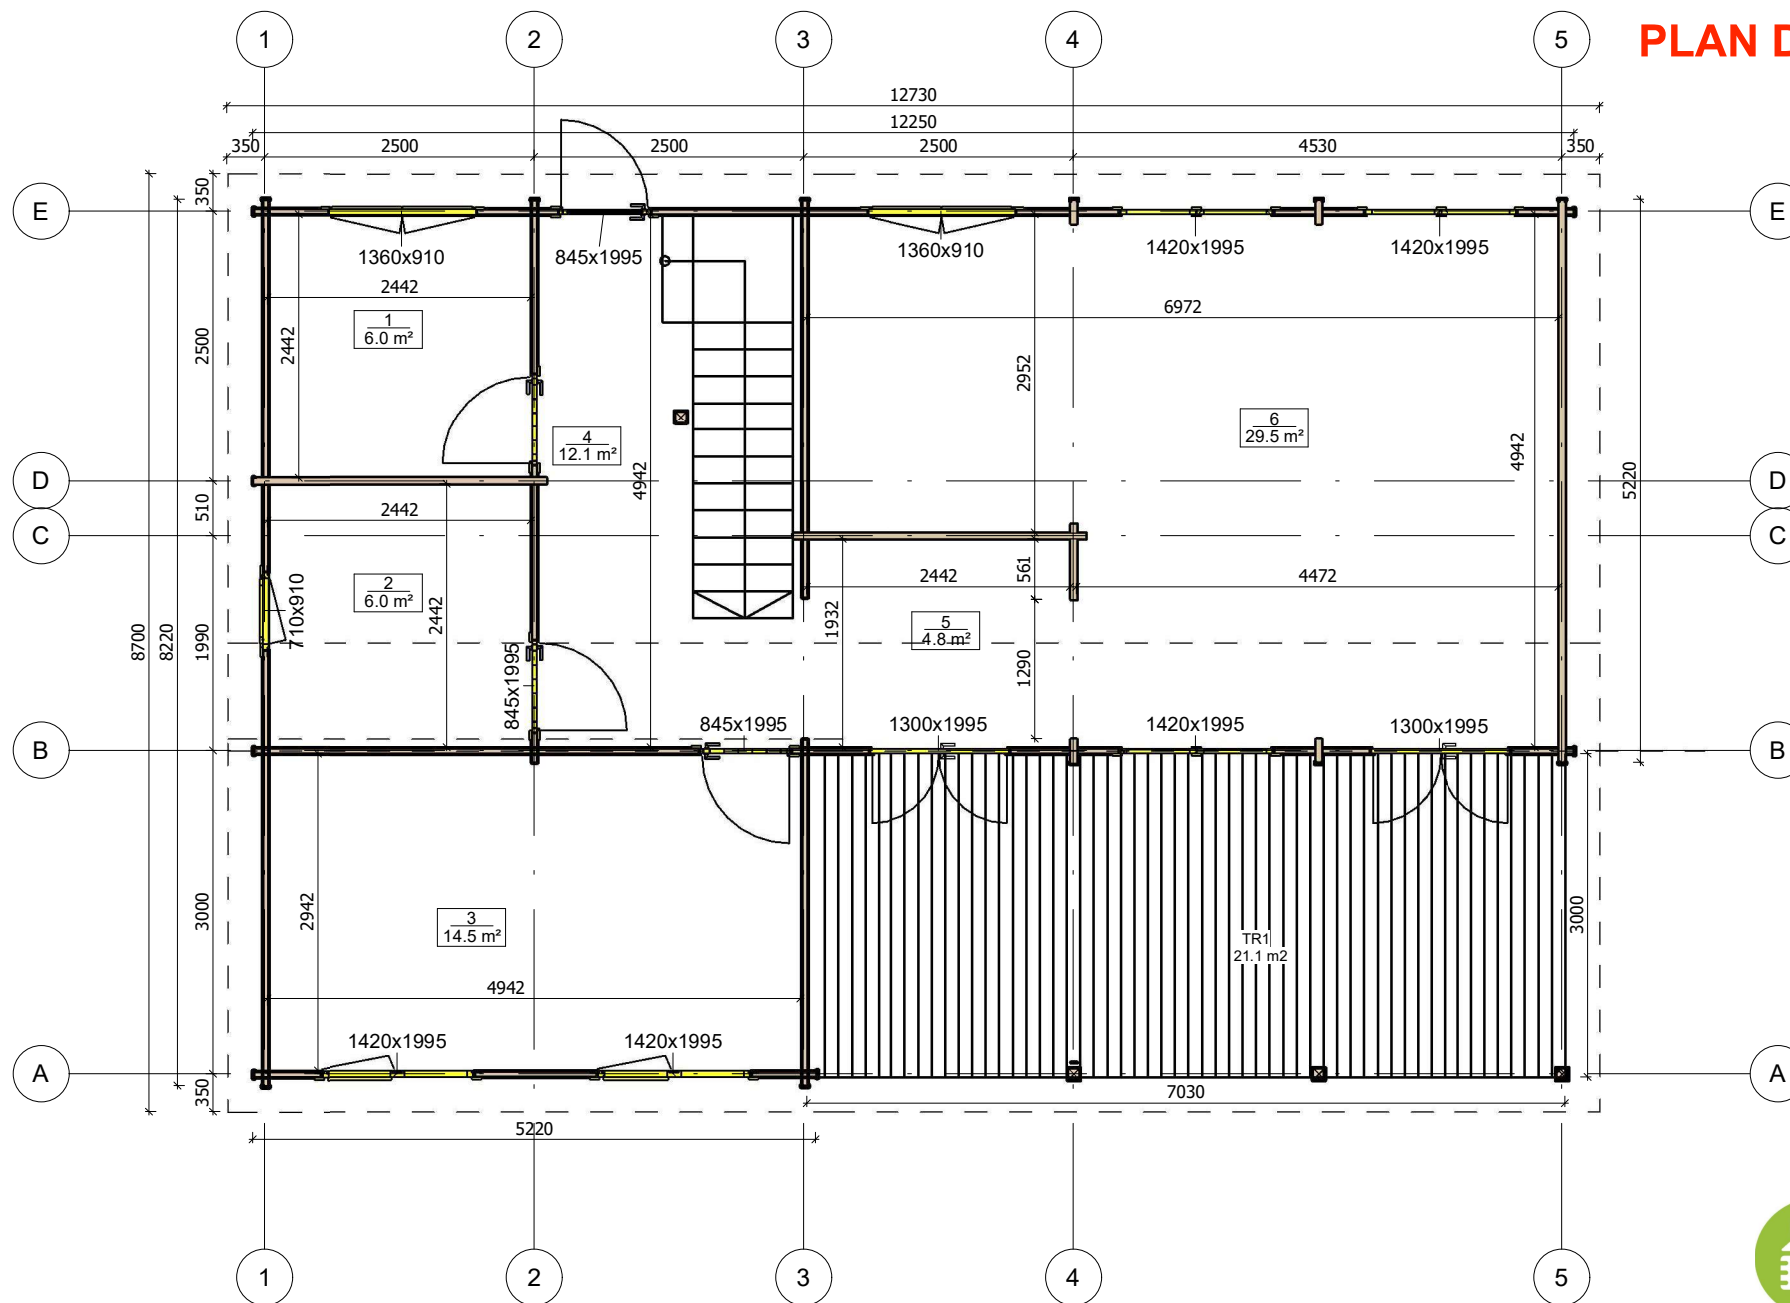 1 2 3 4 5
PLAN D
12730
12250
350 2500 2500 2500 4530 350
350
E E
1360x910 845x1995 1360x910 1420x1995 1420x1995
2442
6972
1
6.0 m²
2500
2442
2952
4
12.1 m²
6
29.5 m²
4942
4942
5220
D D
510
2442
C C
561
2442 4472
2
6.0 m²
710x910
2442
1932
5
4.8 m²
8700
8220
1990
1290
845x1995
845x1995 1300x1995 1420x1995 1300x1995
B B
3000
2942
3
14.5 m²
TR1
21.1 m2
3000
4942
1420x1995 1420x1995
A A
350
7030
5220
1 2 3 4 5